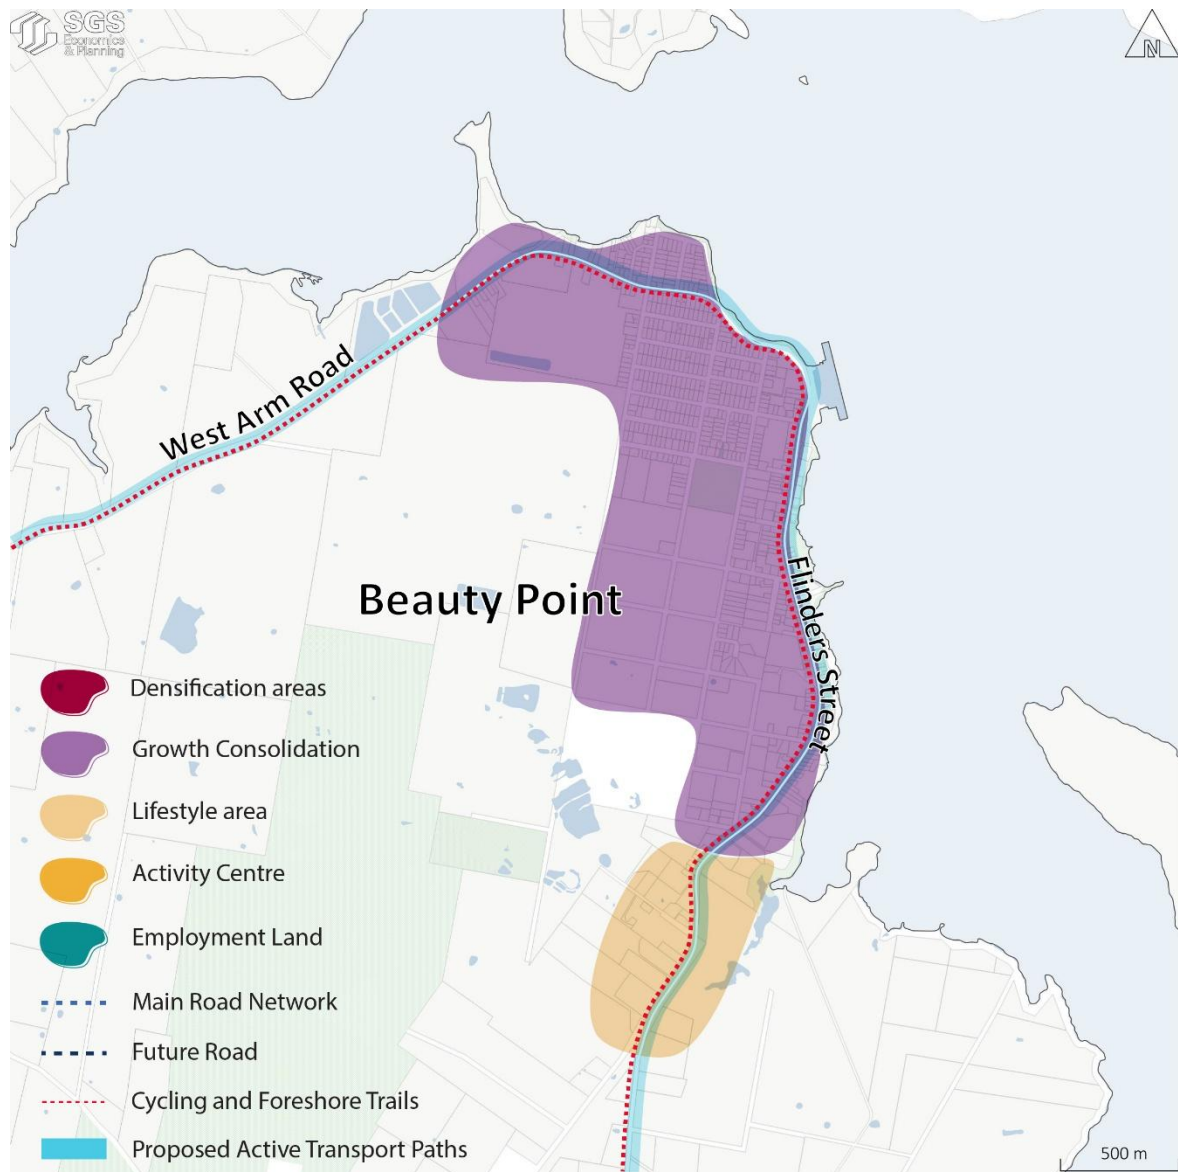 SGS
Economics
& Planning
N
West Arm Road
Beauty Point
Flinders Street
Densification areas
Growth Consolidation
Lifestyle area
Activity Centre
Employment Land
Main Road Network
Future Road
Cycling and Foreshore Trails
Proposed Active Transport Paths
500 m